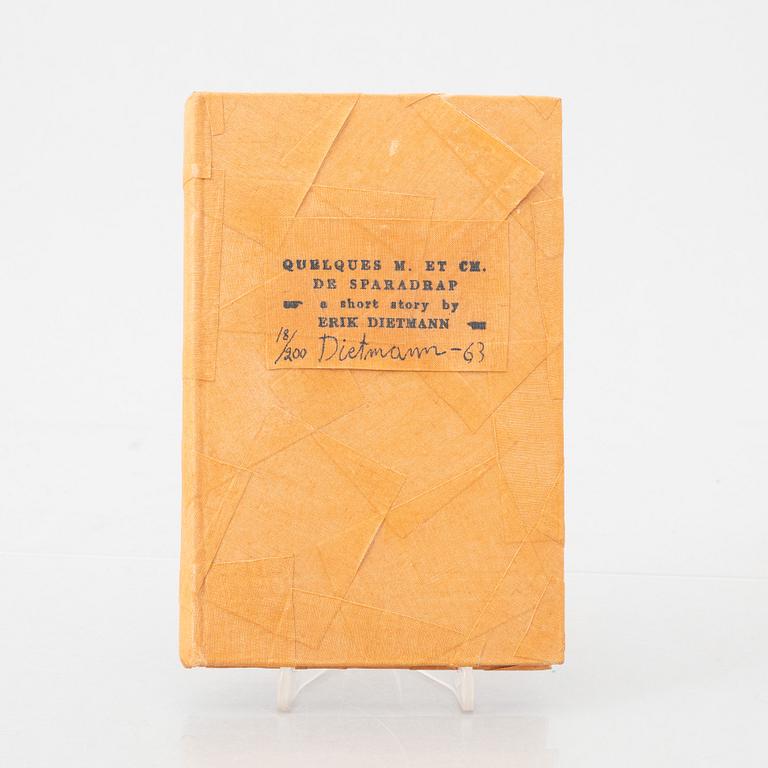 QUELQUES M. ET CM.
DE SPARADRAP
a short story by
ERIK DIETMANN
18/200 Dietmann-63